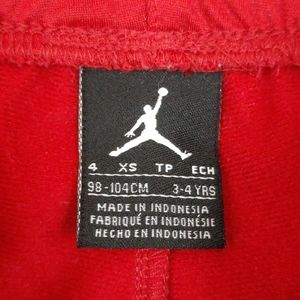 4 XS TP ECH
98-104CM 3-4 YRS
MADE IN INDONESIA
FABRIQUÉ EN INDONÉSIE
HECHO EN INDONESIA